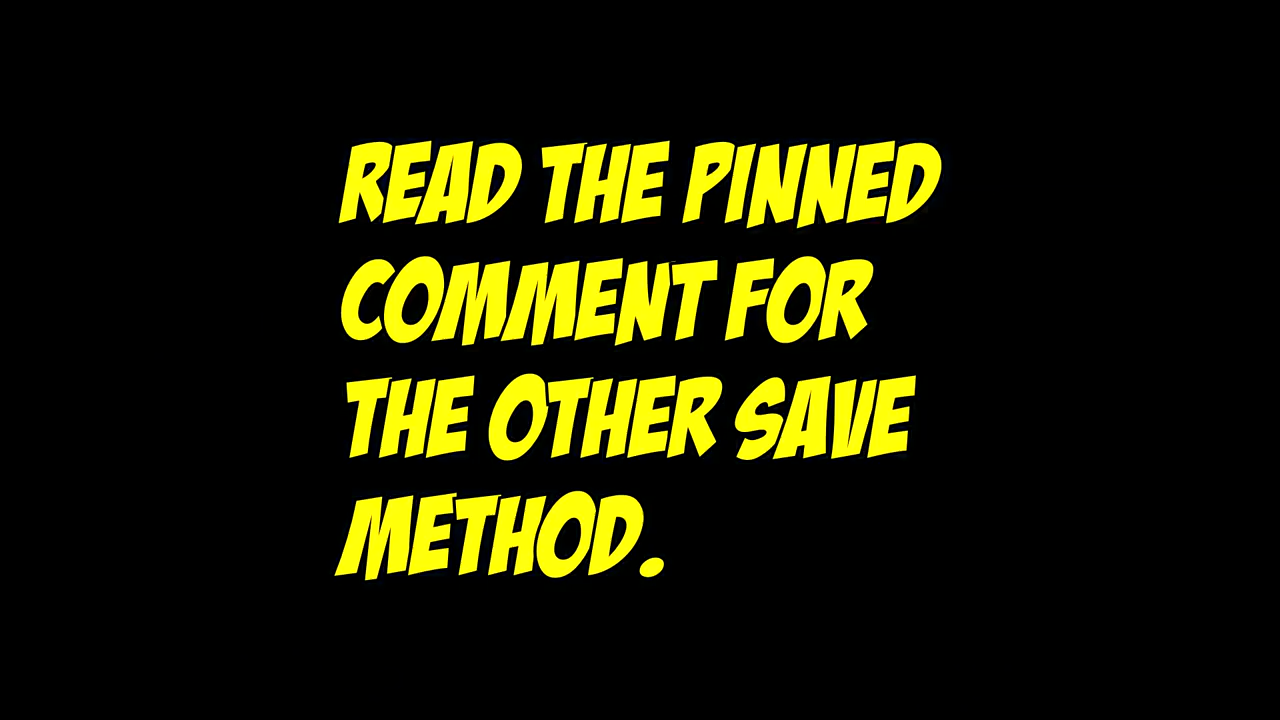 READ THE PINNED
COMMENT FOR
THE OTHER SAVE
METHOD.